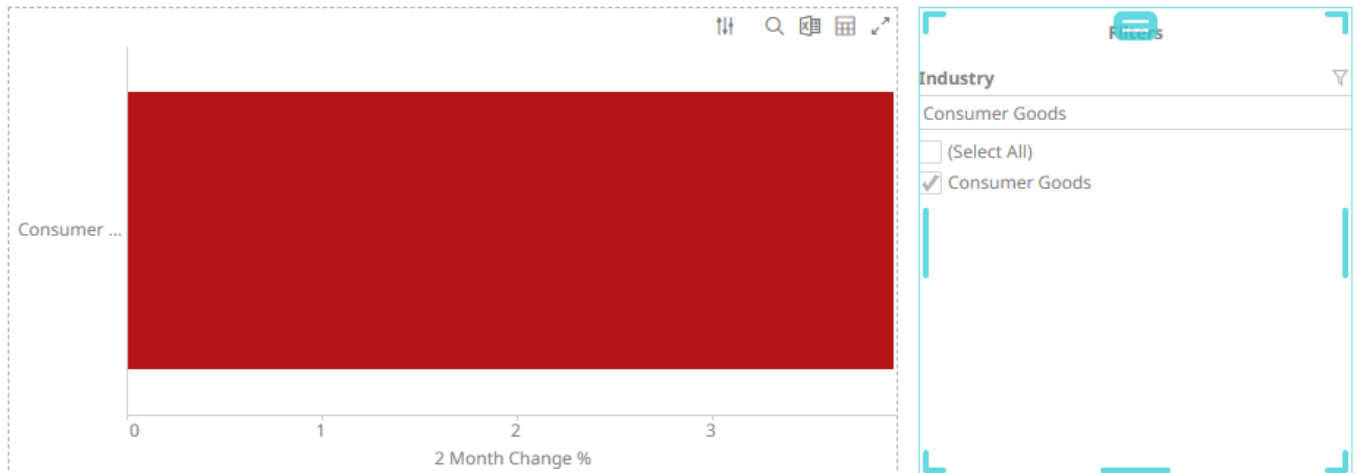 Filters
Industry
Consumer Goods
(Select All)
Consumer Goods
Consumer ...
0 1 2 3
2 Month Change %